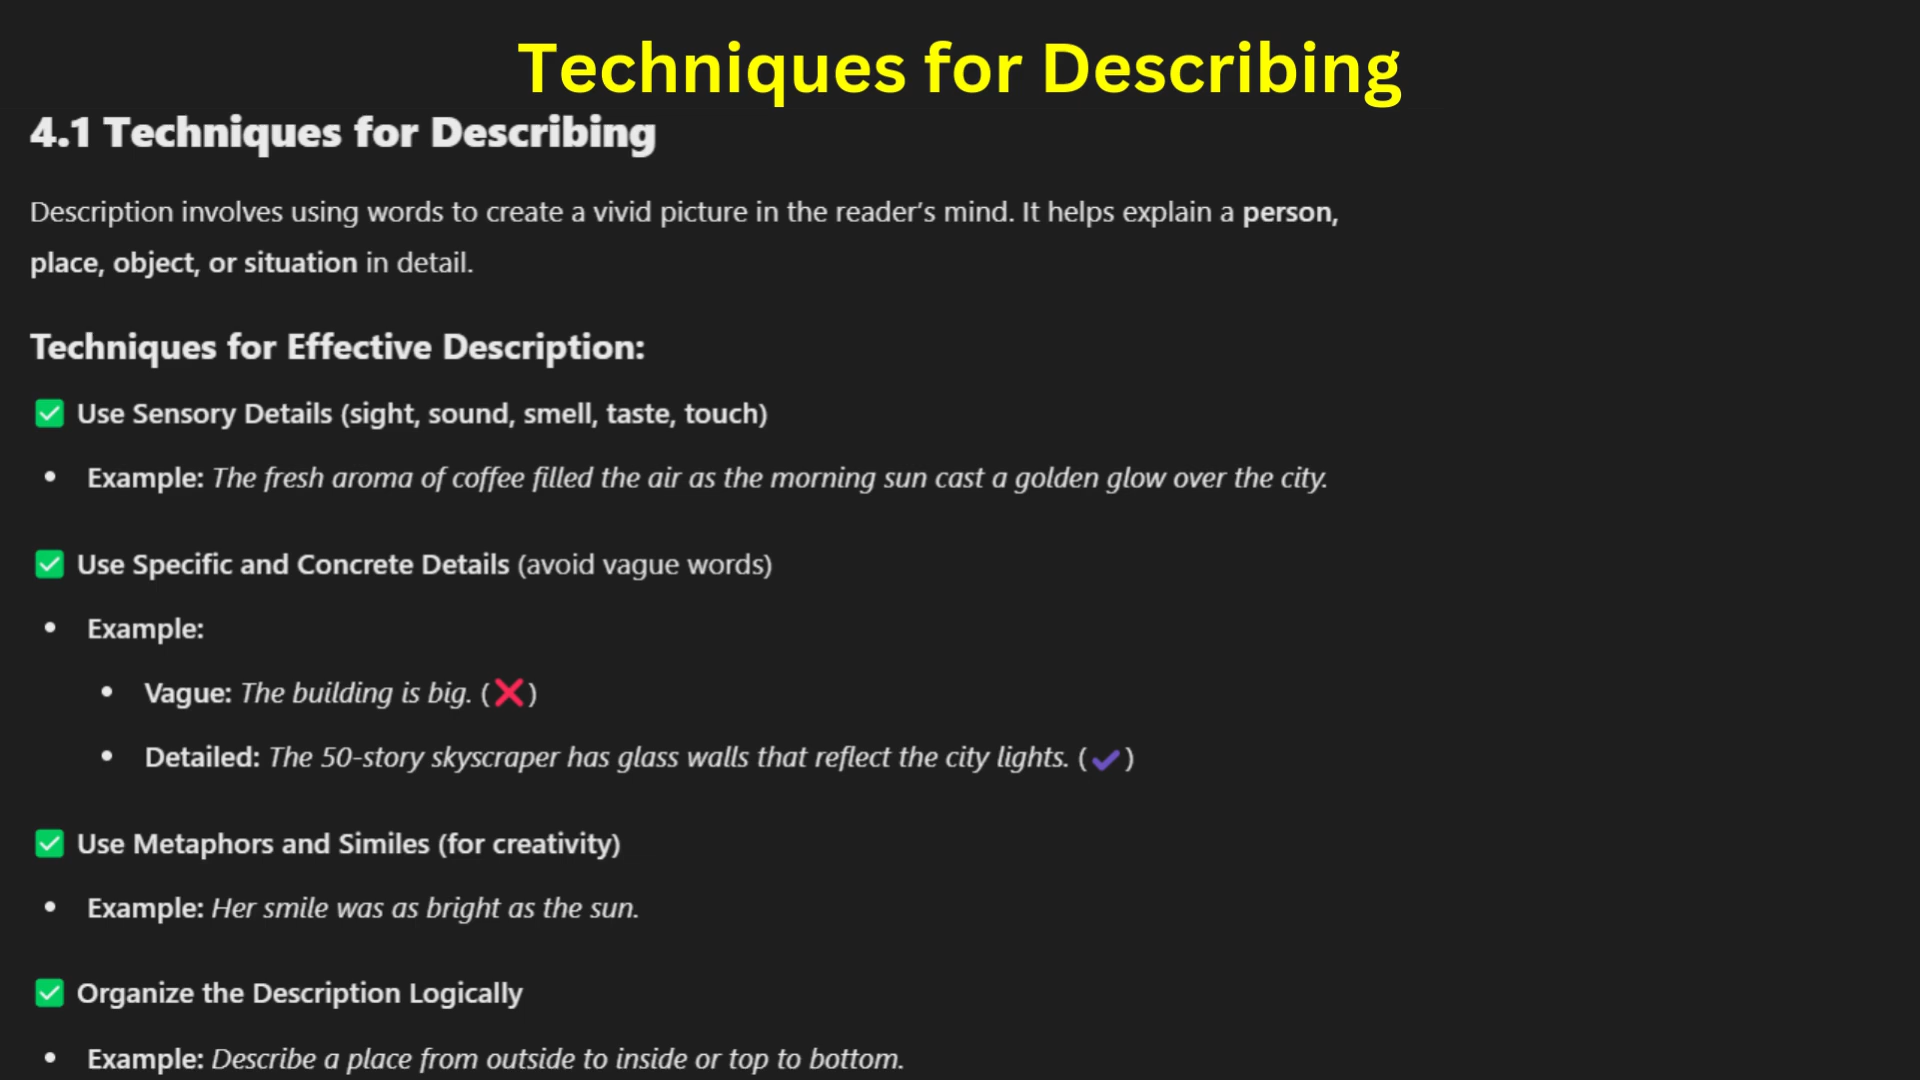 Techniques for Describing
4.1 Techniques for Describing
Description involves using words to create a vivid picture in the reader’s mind. It helps explain a person,
place, object, or situation in detail.
Techniques for Effective Description:
✅ Use Sensory Details (sight, sound, smell, taste, touch)
• Example: The fresh aroma of coffee filled the air as the morning sun cast a golden glow over the city.
✅ Use Specific and Concrete Details (avoid vague words)
• Example:
• Vague: The building is big. (❌)
• Detailed: The 50-story skyscraper has glass walls that reflect the city lights. (✔)
✅ Use Metaphors and Similes (for creativity)
• Example: Her smile was as bright as the sun.
✅ Organize the Description Logically
• Example: Describe a place from outside to inside or top to bottom.